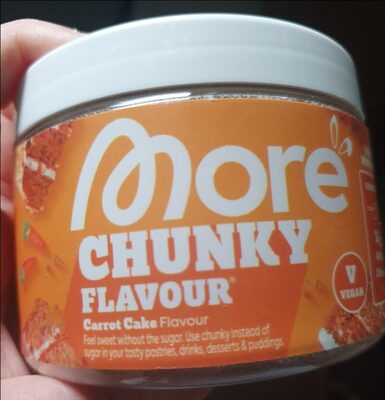 More
CHUNKY
FLAVOUR®
Carrot Cake Flavour
Feel sweet without the sugar. Use chunky instead of
sugar in your tasty pastries, drinks, desserts & puddings.
V
VEGAN